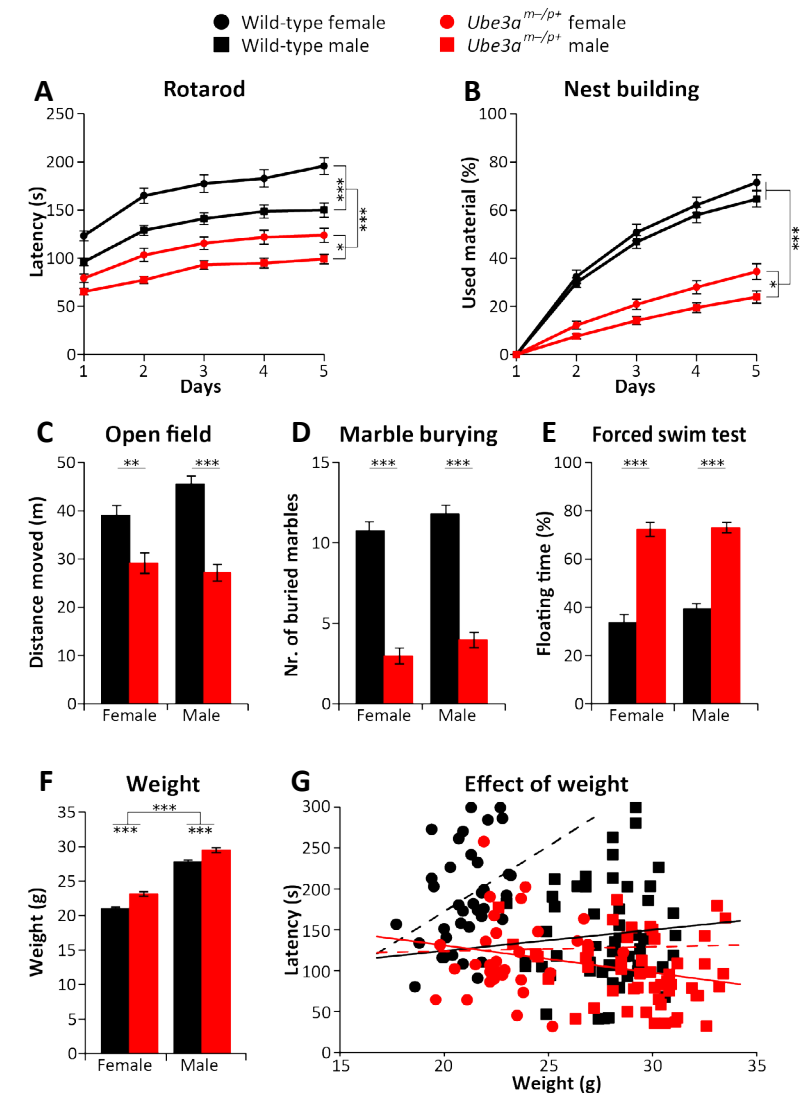 Wild-type female
Wild-type male
Ube3a m–/p+ female
Ube3a m–/p+ male
A
Rotarod
250
200
150
100
50
0
Latency (s)
1 2 3 4 5
Days
***
***
*
B
Nest building
100
80
60
40
20
0
Used material (%)
1 2 3 4 5
Days
***
*
C
Open field
50
40
30
20
10
0
Distance moved (m)
** ***
Female Male
D
Marble burying
15
10
5
0
Nr. of buried marbles
*** ***
Female Male
E
Forced swim test
100
80
60
40
20
0
Floating time (%)
*** ***
Female Male
F
Weight
35
30
25
20
15
10
5
0
Weight (g)
***
*** ***
Female Male
G
Effect of weight
300
250
200
150
100
50
0
Latency (s)
15 20 25 30 35
Weight (g)